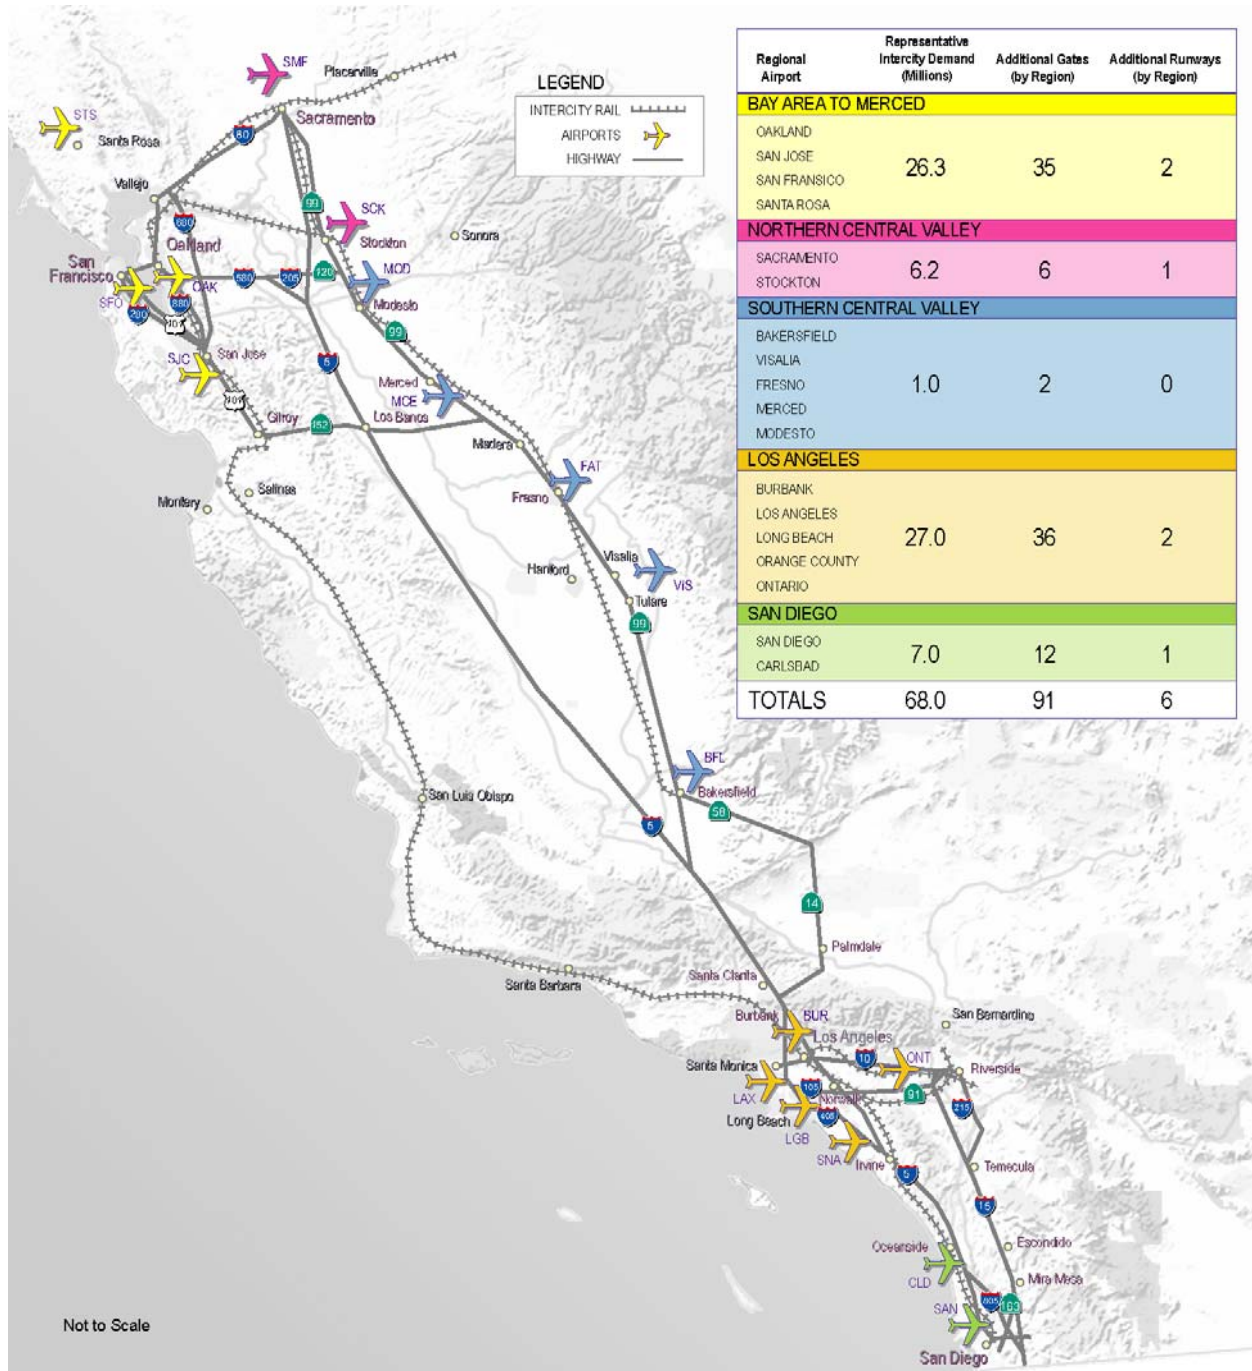 SMF
Placerville
STS
Santa Rosa
80
Sacramento
LEGEND
INTERCITY RAIL
AIRPORTS
HIGHWAY
Vallejo
99
SCK
680
Stockton
Sonora
Oakland
San
Francisco
580
205
120
MOD
OAK
SFO
880
280
101
Modesto
99
SJC
San Jose
5
Merced
MCE
101
Gilroy
152
Los Banos
Madera
FAT
Salinas
Montery
Fresno
Visalia
Hanford
VIS
Tulare
99
BFL
Bakersfield
San Luis Obispo
58
5
14
Palmdale
Santa Clarita
Santa Barbara
San Bernardino
Burbank
BUR
Los Angeles
Santa Monica
10
ONT
Riverside
LAX
105
Norwalk
91
215
Long Beach
405
LGB
SNA
Irvine
5
Temecula
15
Oceanside
Escondido
CLD
Mira Mesa
805
163
SAN
San Diego
Not to Scale
Regional
Airport
Representative
Intercity Demand
(Millions)
Additional Gates
(by Region)
Additional Runways
(by Region)
BAY AREA TO MERCED
OAKLAND
SAN JOSE
SAN FRANSICO
SANTA ROSA
26.3 35 2
NORTHERN CENTRAL VALLEY
SACRAMENTO
STOCKTON
6.2 6 1
SOUTHERN CENTRAL VALLEY
BAKERSFIELD
VISALIA
FRESNO
MERCED
MODESTO
1.0 2 0
LOS ANGELES
BURBANK
LOS ANGELES
LONG BEACH
ORANGE COUNTY
ONTARIO
27.0 36 2
SAN DIEGO
SAN DIEGO
CARLSBAD
7.0 12 1
TOTALS 68.0 91 6